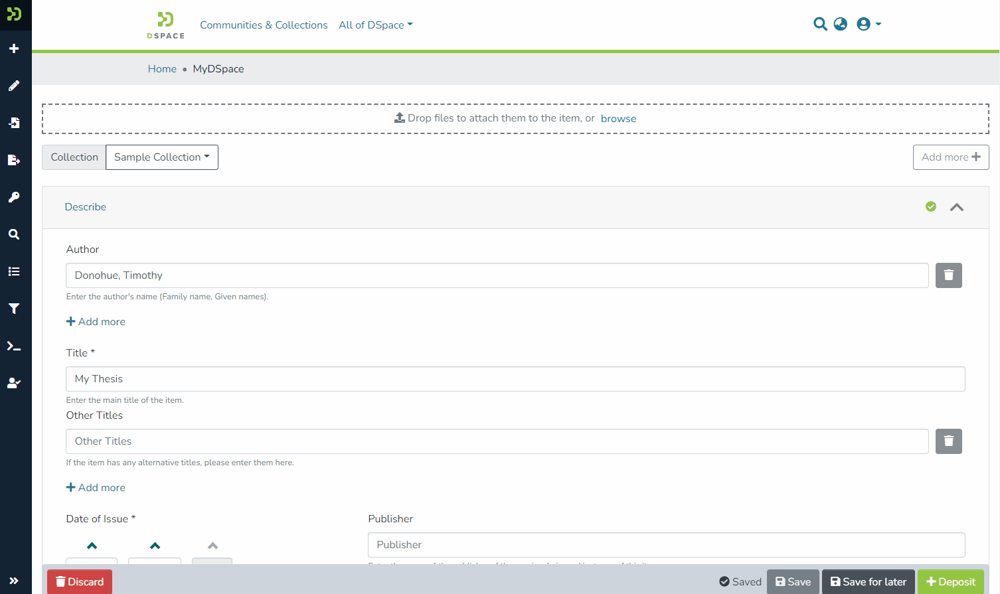 DSPACE
Communities & Collections
All of DSpace
Home • MyDSpace
Drop files to attach them to the item, or browse
Collection
Sample Collection
Add more
Describe
Author
Donohue, Timothy
Enter the author's name (Family name, Given names).
Add more
Title *
My Thesis
Enter the main title of the item.
Other Titles
Other Titles
If the item has any alternative titles, please enter them here.
Add more
Date of Issue *
Publisher
Publisher
Discard
Saved
Save
Save for later
Deposit